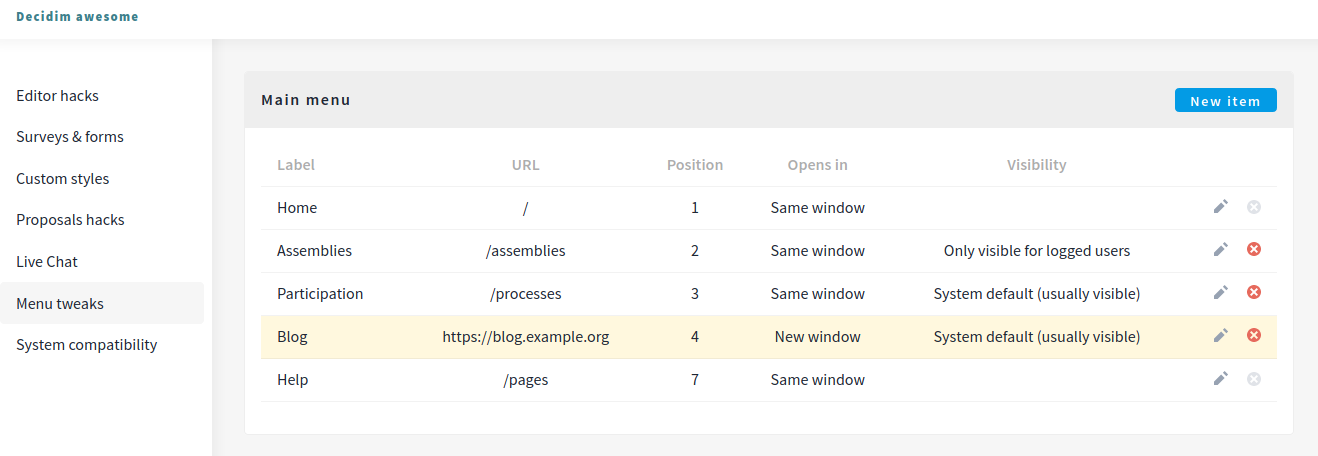 Decidim awesome
Editor hacks
Surveys & forms
Custom styles
Proposals hacks
Live Chat
Menu tweaks
System compatibility
Main menu
New item
Label URL Position Opens in Visibility
Home / 1 Same window
Assemblies /assemblies 2 Same window Only visible for logged users
Participation /processes 3 Same window System default (usually visible)
Blog https://blog.example.org 4 New window System default (usually visible)
Help /pages 7 Same window